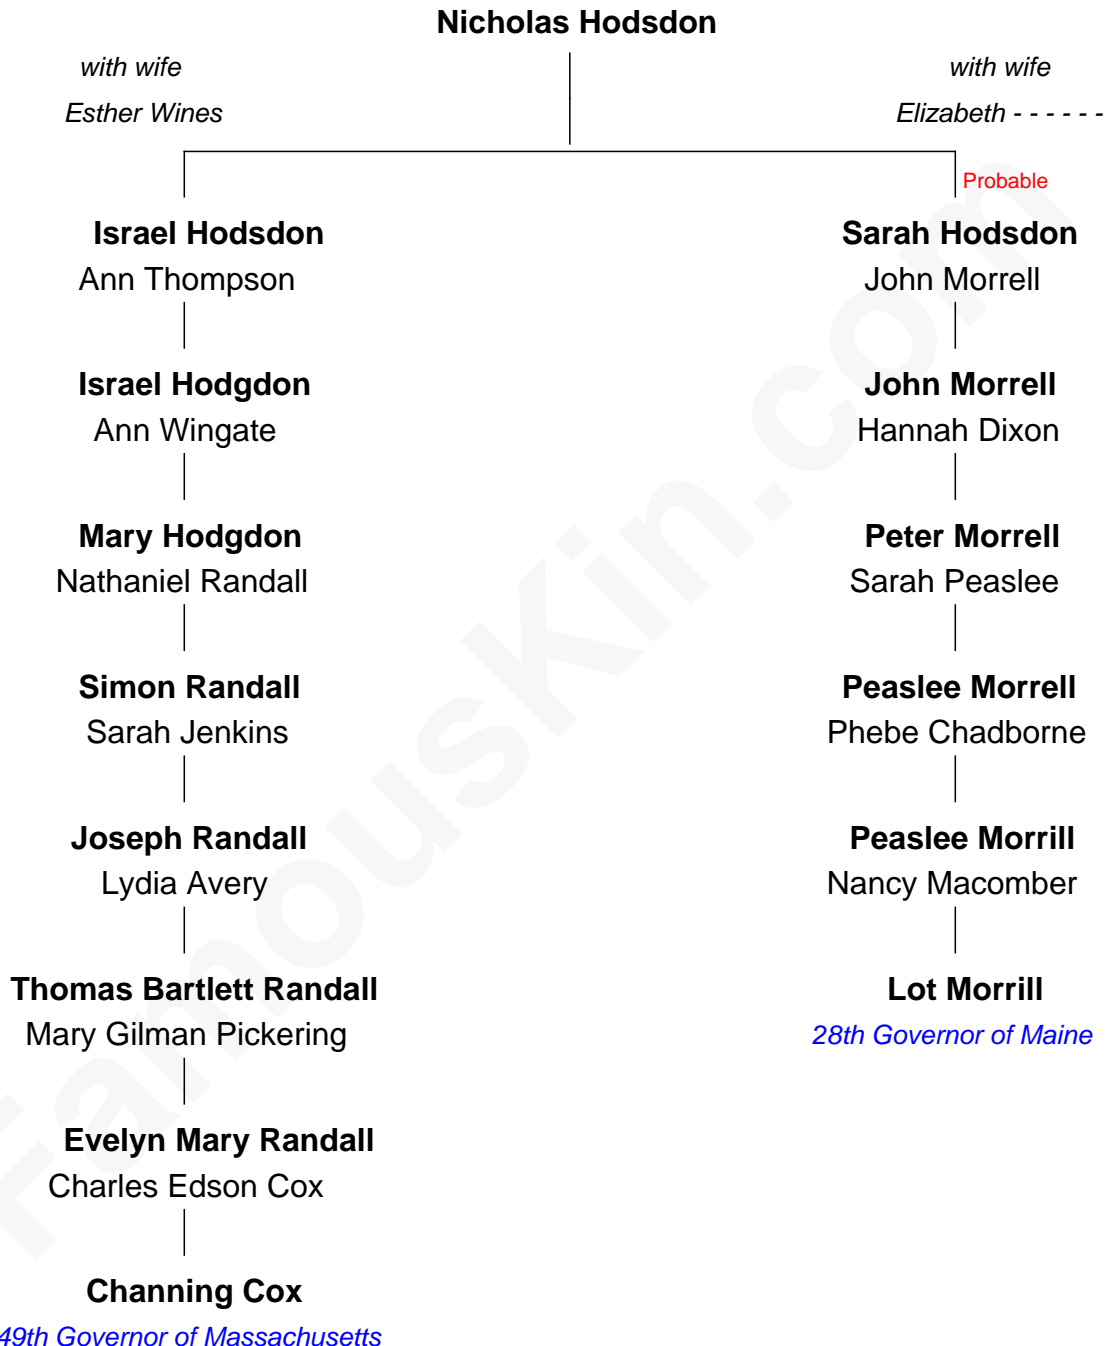 Nicholas Hodsdon
with wife
Esther Wines
with wife
Elizabeth - - - - - -
Probable
Israel Hodsdon
Ann Thompson
Israel Hodgdon
Ann Wingate
Mary Hodgdon
Nathaniel Randall
Simon Randall
Sarah Jenkins
Joseph Randall
Lydia Avery
Thomas Bartlett Randall
Mary Gilman Pickering
Evelyn Mary Randall
Charles Edson Cox
Channing Cox
49th Governor of Massachusetts
Sarah Hodsdon
John Morrell
John Morrell
Hannah Dixon
Peter Morrell
Sarah Peaslee
Peaslee Morrell
Phebe Chadborne
Peaslee Morrill
Nancy Macomber
Lot Morrill
28th Governor of Maine
FamousKin.com